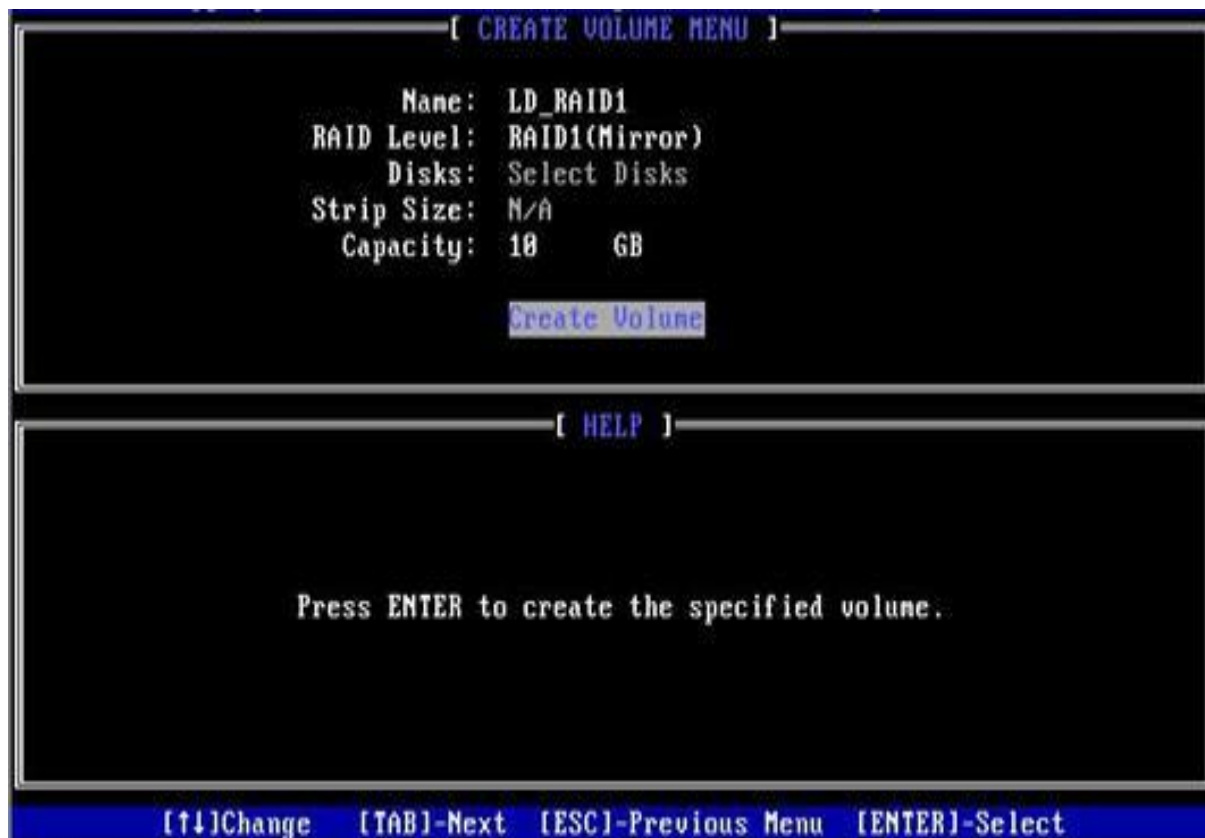 [ CREATE VOLUME MENU ]
Name: LD_RAID1
RAID Level: RAID1(Mirror)
Disks: Select Disks
Strip Size: N/A
Capacity: 10 GB
Create Volume
[ HELP ]
Press ENTER to create the specified volume.
[↑↓]Change [TAB]-Next [ESC]-Previous Menu [ENTER]-Select